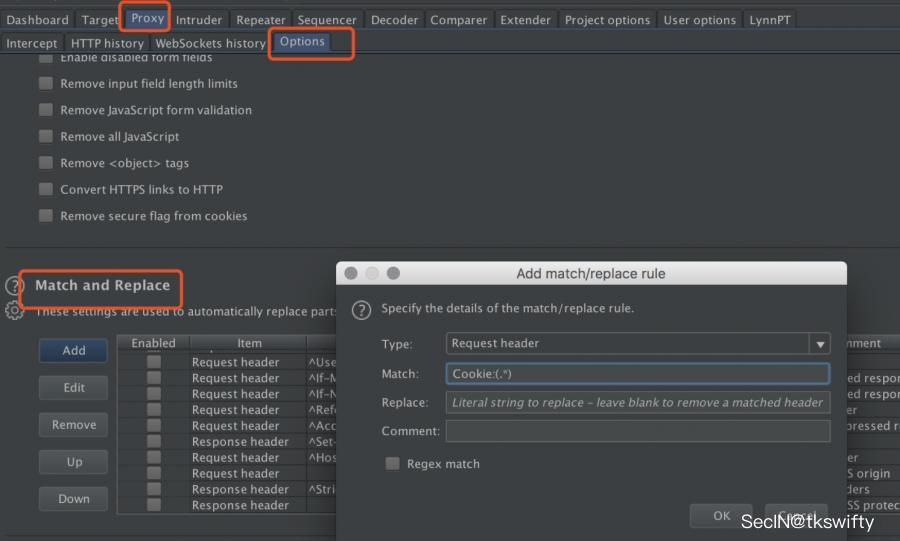 Dashboard Target Proxy Intruder Repeater Sequencer Decoder Comparer Extender Project options User options LynnPT
Intercept HTTP history WebSockets history Options
Enable disabled form fields
Remove input field length limits
Remove JavaScript form validation
Remove all JavaScript
Remove <object> tags
Convert HTTPS links to HTTP
Remove secure flag from cookies
? Match and Replace
These settings are used to automatically replace parts
Add
Edit
Remove
Up
Down
Enabled Item mment
Request header ^Use
Request header ^If-M ed respon
Request header ^If-N ed respon
Request header ^Refe er
Request header ^Acc pressed re
Response header ^Set-
Request header ^Hos er
Request header S origin
Response header ^Stri ders
Response header SS protec
Add match/replace rule
? Specify the details of the match/replace rule.
Type: Request header
Match: Cookie:(.*)
Replace: Literal string to replace – leave blank to remove a matched header
Comment:
Regex match
OK Cancel
SecIN@tkswifty